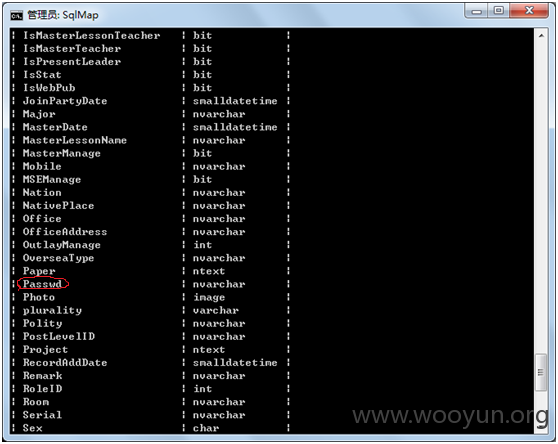 管理员: SqlMap
| IsMasterLessonTeacher | bit |
| IsMasterTeacher | bit |
| IsPresentLeader | bit |
| IsStat | bit |
| IsWebPub | bit |
| JoinPartyDate | smalldatetime |
| Major | nvarchar |
| MasterDate | smalldatetime |
| MasterLessonName | nvarchar |
| MasterManage | bit |
| Mobile | nvarchar |
| MSEManage | bit |
| Nation | nvarchar |
| NativePlace | nvarchar |
| Office | nvarchar |
| OfficeAddress | nvarchar |
| OutlayManage | int |
| OverseaType | nvarchar |
| Paper | ntext |
| Passwd | nvarchar |
| Photo | image |
| plurality | varchar |
| Polity | nvarchar |
| PostLevelID | nvarchar |
| Project | ntext |
| RecordAddDate | smalldatetime |
| Remark | nvarchar |
| RoleID | int |
| Room | nvarchar |
| Serial | nvarchar |
| Sex | char |
www.wooyun.org